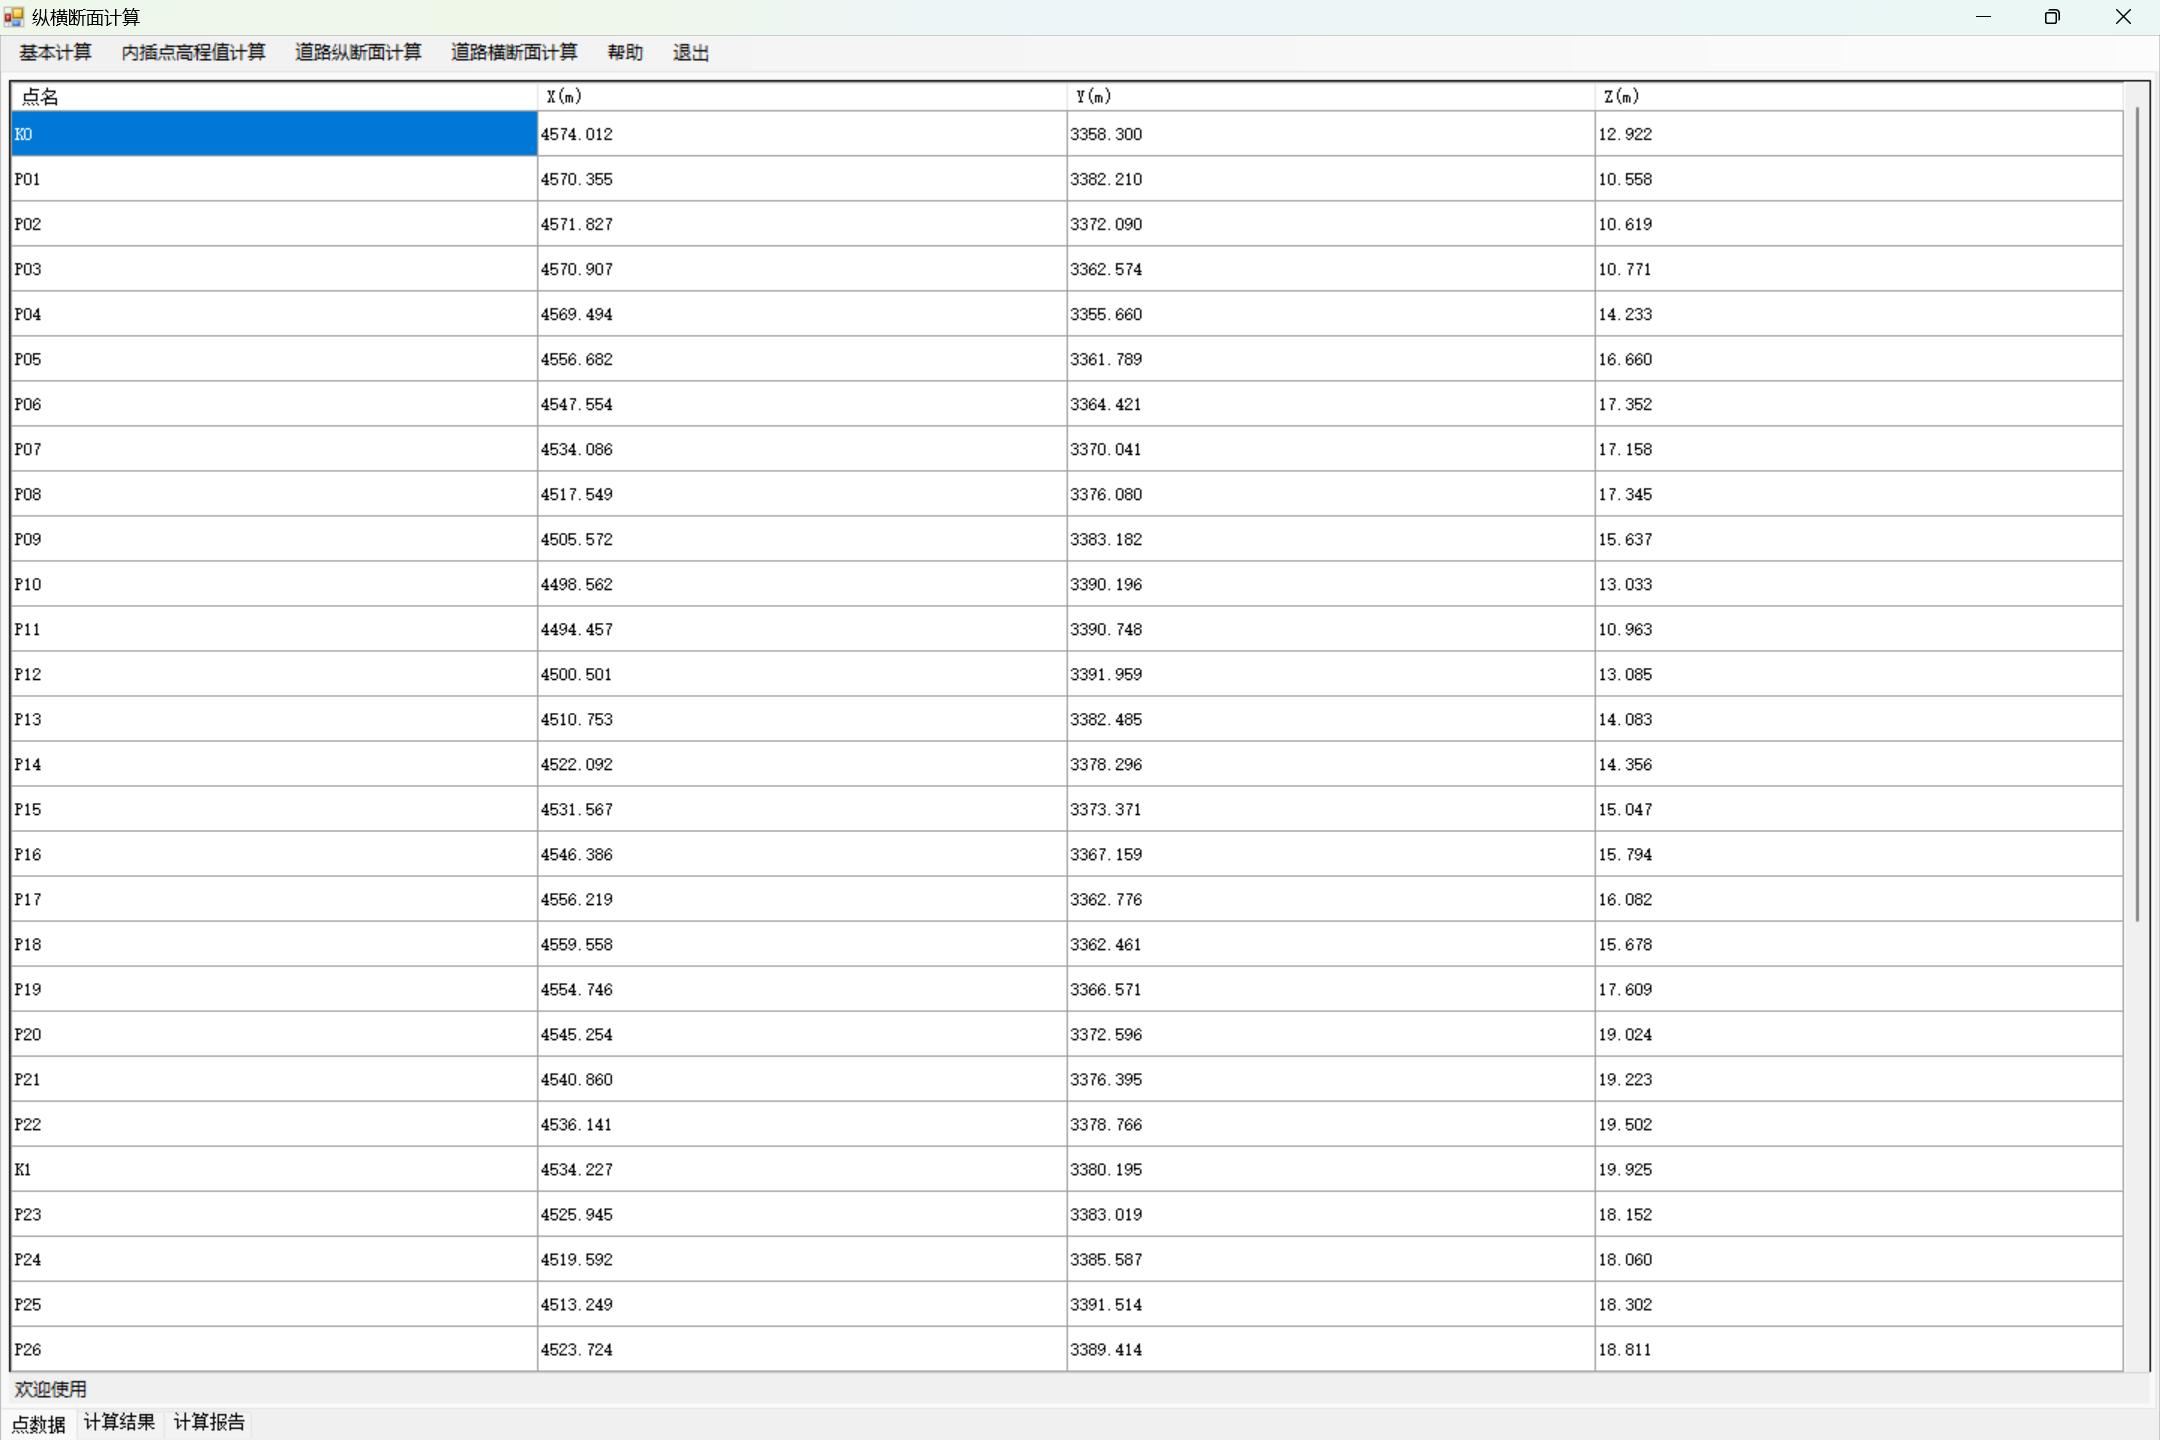 纵横断面计算
基本计算 内插点高程值计算 道路纵断面计算 道路横断面计算 帮助 退出
点名 X(m) Y(m) Z(m)
K0 4574.012 3358.300 12.922
P01 4570.355 3382.210 10.558
P02 4571.827 3372.090 10.619
P03 4570.907 3362.574 10.771
P04 4569.494 3355.660 14.233
P05 4556.682 3361.789 16.660
P06 4547.554 3364.421 17.352
P07 4534.086 3370.041 17.158
P08 4517.549 3376.080 17.345
P09 4505.572 3383.182 15.637
P10 4498.562 3390.196 13.033
P11 4494.457 3390.748 10.963
P12 4500.501 3391.959 13.085
P13 4510.753 3382.485 14.083
P14 4522.092 3378.296 14.356
P15 4531.567 3373.371 15.047
P16 4546.386 3367.159 15.794
P17 4556.219 3362.776 16.082
P18 4559.558 3362.461 15.678
P19 4554.746 3366.571 17.609
P20 4545.254 3372.596 19.024
P21 4540.860 3376.395 19.223
P22 4536.141 3378.766 19.502
K1 4534.227 3380.195 19.925
P23 4525.945 3383.019 18.152
P24 4519.592 3385.587 18.060
P25 4513.249 3391.514 18.302
P26 4523.724 3389.414 18.811
欢迎使用
点数据 计算结果 计算报告